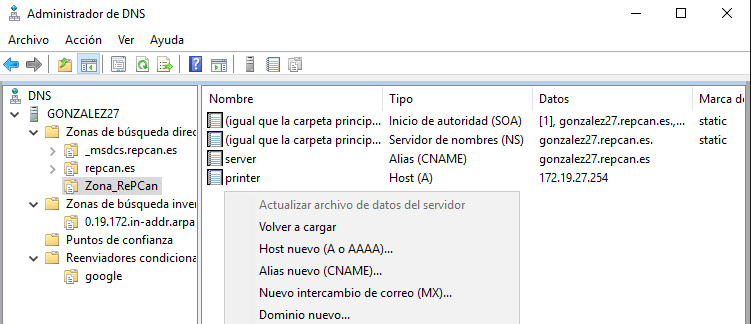 Administrador de DNS
Archivo Acción Ver Ayuda
DNS
GONZALEZ27
Zonas de búsqueda direc
_msdcs.repcan.es
repcan.es
Zona_RePCan
Zonas de búsqueda inver
0.19.172.in-addr.arpa
Puntos de confianza
Reenviadores condiciona
google
Nombre Tipo Datos Marca de
(igual que la carpeta princip... Inicio de autoridad (SOA) [1], gonzalez27.repcan.es.,... static
(igual que la carpeta princip... Servidor de nombres (NS) gonzalez27.repcan.es. static
server Alias (CNAME) gonzalez27.repcan.es
printer Host (A) 172.19.27.254
Actualizar archivo de datos del servidor
Volver a cargar
Host nuevo (A o AAAA)...
Alias nuevo (CNAME)...
Nuevo intercambio de correo (MX)...
Dominio nuevo...